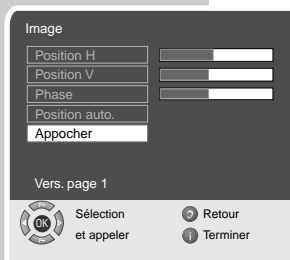 Image
Position H
Position V
Phase
Position auto.
Appocher
Vers. page 1
OK
Sélection
et appeler
Retour
Terminer